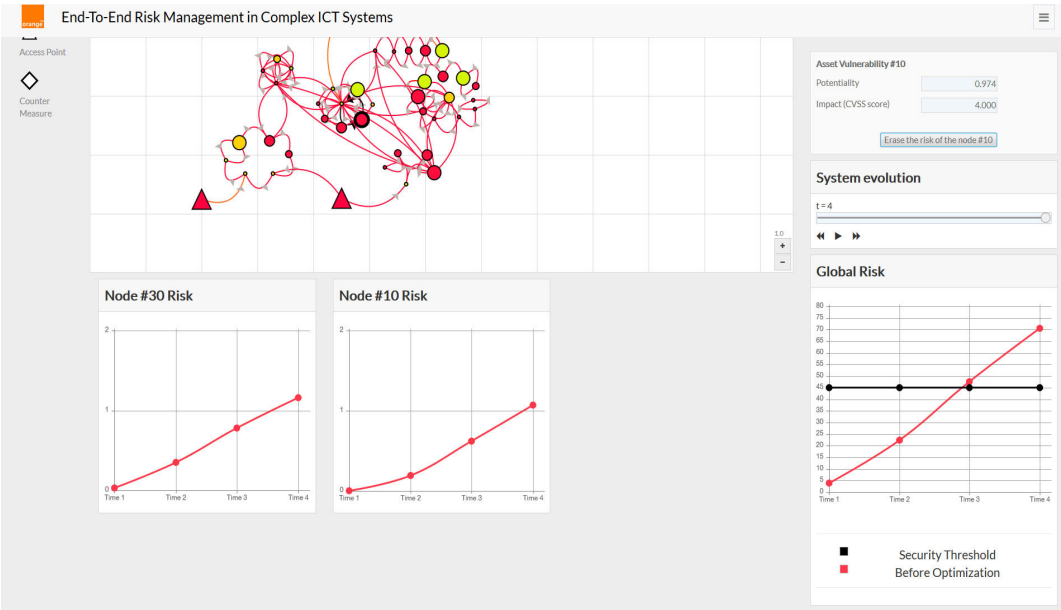 orange
End-To-End Risk Management in Complex ICT Systems
Access Point
Counter
Measure
1.0
+
−
Asset Vulnerability #10
Potentiality 0.974
Impact (CVSS score) 4.000
Erase the risk of the node #10
System evolution
t = 4
Node #30 Risk
2
1
0
Time 1 Time 2 Time 3 Time 4
Node #10 Risk
2
1
0
Time 1 Time 2 Time 3 Time 4
Global Risk
80
75
70
65
60
55
50
45
40
35
30
25
20
15
10
5
0
Time 1 Time 2 Time 3 Time 4
Security Threshold
Before Optimization